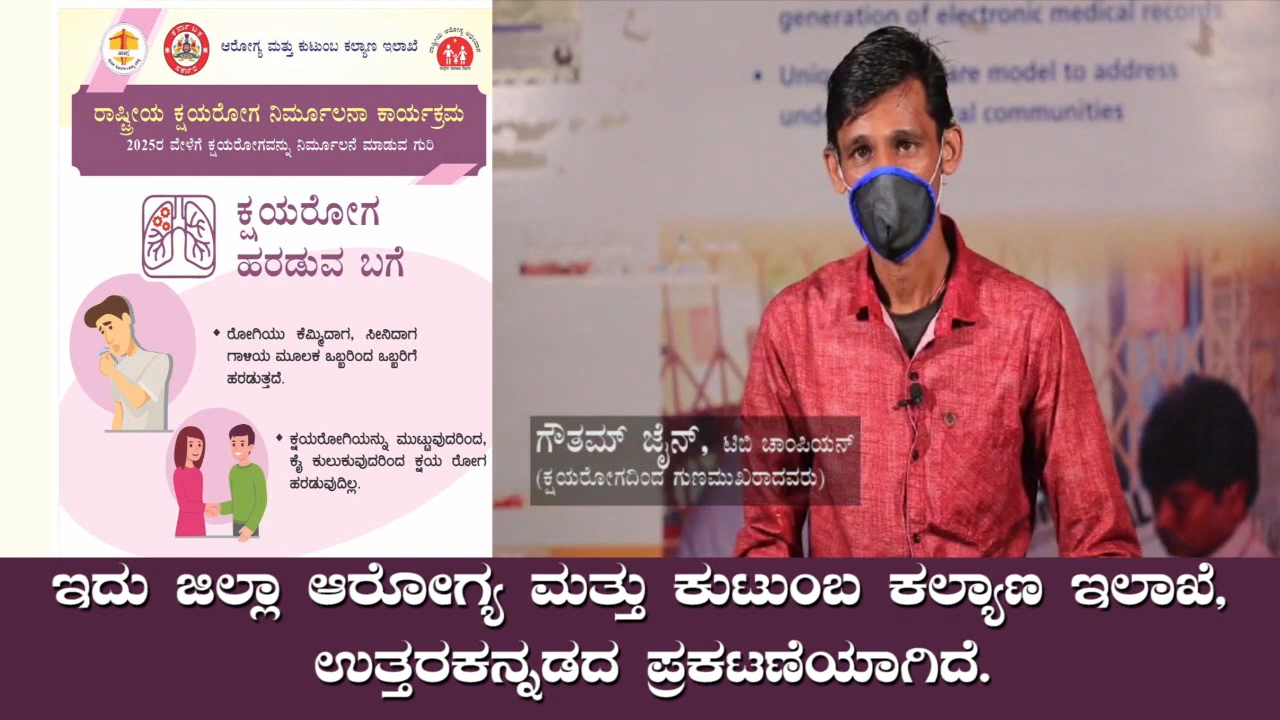 ಆರೋಗ್ಯ ಮತ್ತು ಕುಟುಂಬ ಕಲ್ಯಾಣ ಇಲಾಖೆ
ರಾಷ್ಟ್ರೀಯ ಕ್ಷಯರೋಗ ನಿರ್ಮೂಲನಾ ಕಾರ್ಯಕ್ರಮ
2025ರ ವೇಳೆಗೆ ಕ್ಷಯರೋಗವನ್ನು ನಿರ್ಮೂಲನೆ ಮಾಡುವ ಗುರಿ
ಕ್ಷಯರೋಗ
ಹರಡುವ ಬಗೆ
ರೋಗಿಯು ಕೆಮ್ಮಿದಾಗ, ಸೀನಿದಾಗ
ಗಾಳಿಯ ಮೂಲಕ ಒಬ್ಬರಿಂದ ಒಬ್ಬರಿಗೆ
ಹರಡುತ್ತದೆ.
ಕ್ಷಯರೋಗಿಯನ್ನು ಮುಟ್ಟುವುದರಿಂದ,
ಕೈ ಕುಲುಕುವುದರಿಂದ ಕ್ಷಯ ರೋಗ
ಹರಡುವುದಿಲ್ಲ.
generation of electronic medical records
model to address
communities
ಗೌತಮ್ ಜೈನ್, ಟಿಬಿ ಚಾಂಪಿಯನ್
(ಕ್ಷಯರೋಗದಿಂದ ಗುಣಮುಖರಾದವರು)
ಇದು ಜಿಲ್ಲಾ ಆರೋಗ್ಯ ಮತ್ತು ಕುಟುಂಬ ಕಲ್ಯಾಣ ಇಲಾಖೆ,
ಉತ್ತರಕನ್ನಡದ ಪ್ರಕಟಣೆಯಾಗಿದೆ.